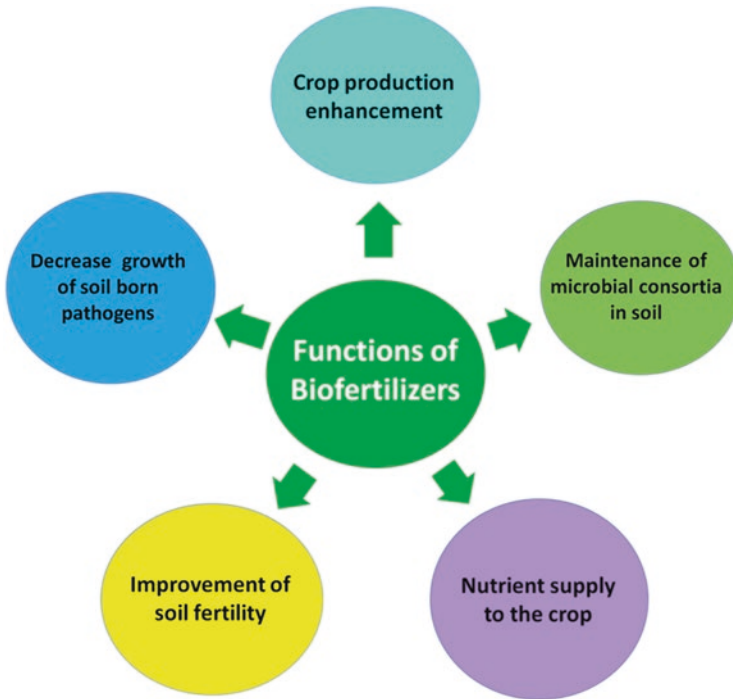 Crop production
enhancement
Decrease growth
of soil born
pathogens
Maintenance of
microbial consortia
in soil
Functions of
Biofertilizers
Improvement of
soil fertility
Nutrient supply
to the crop